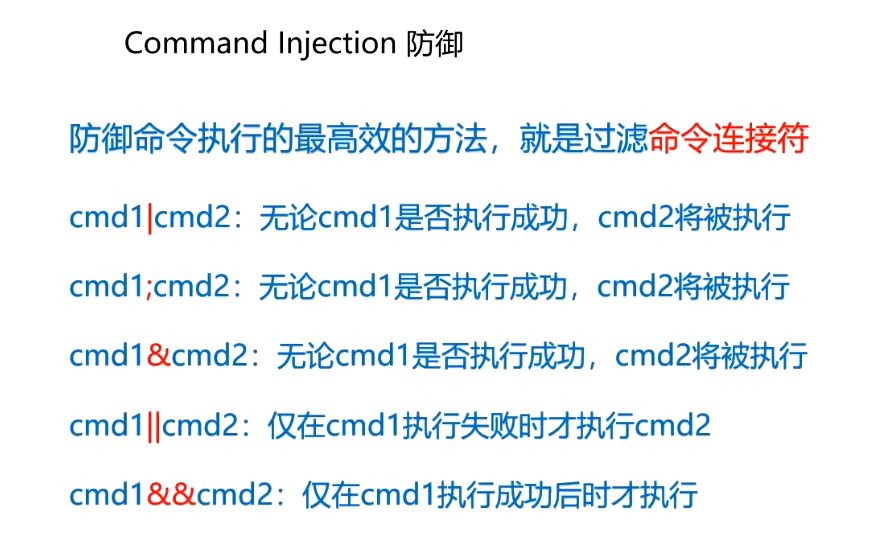 Command Injection 防御
防御命令执行的最高效的方法，就是过滤命令连接符
cmd1|cmd2：无论cmd1是否执行成功，cmd2将被执行
cmd1;cmd2：无论cmd1是否执行成功，cmd2将被执行
cmd1&cmd2：无论cmd1是否执行成功，cmd2将被执行
cmd1||cmd2：仅在cmd1执行失败时才执行cmd2
cmd1&&cmd2：仅在cmd1执行成功后时才执行